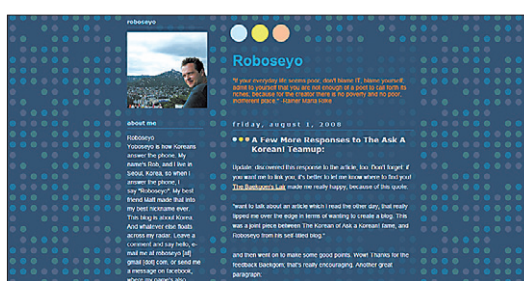 roboseyo
about me
Roboseyo
Yoboseyo is how Koreans
answer the phone. My
name's Rob, and I live in
Seoul, Korea, so when I
answer the phone, I
say "Roboseyo". My best
friend Matt made that into
my best nickname ever.
This blog is about Korea.
And whatever else floats
across my radar. Leave a
comment and say hello, e-
mail me at roboseyo [at]
gmail [dot] com, or send me
a message on facebook,
where my name's also
Roboseyo
"If your everyday life seems poor, don't blame IT; blame yourself;
admit to yourself that you are not enough of a poet to call forth its
riches, because for the creator there is no poverty and no poor,
indifferent place." -Rainer Maria Rilke
friday, august 1, 2008
A Few More Responses to The Ask A
Korean! Teamup:
Update: discovered this response to the article, too. Don't forget: if
you want me to link you, it's better to let me know where to find you!
The Baekgom's Lair made me really happy, because of this quote:
"want to talk about an article which I read the other day, that really
tipped me over the edge in terms of wanting to create a blog. This
was a joint piece between The Korean of Ask a Korean! fame, and
Roboseyo from his self titled blog."
and then went on to make some good points. Wow! Thanks for the
feedback Baekgom; that's really encouraging. Another great
paragraph: